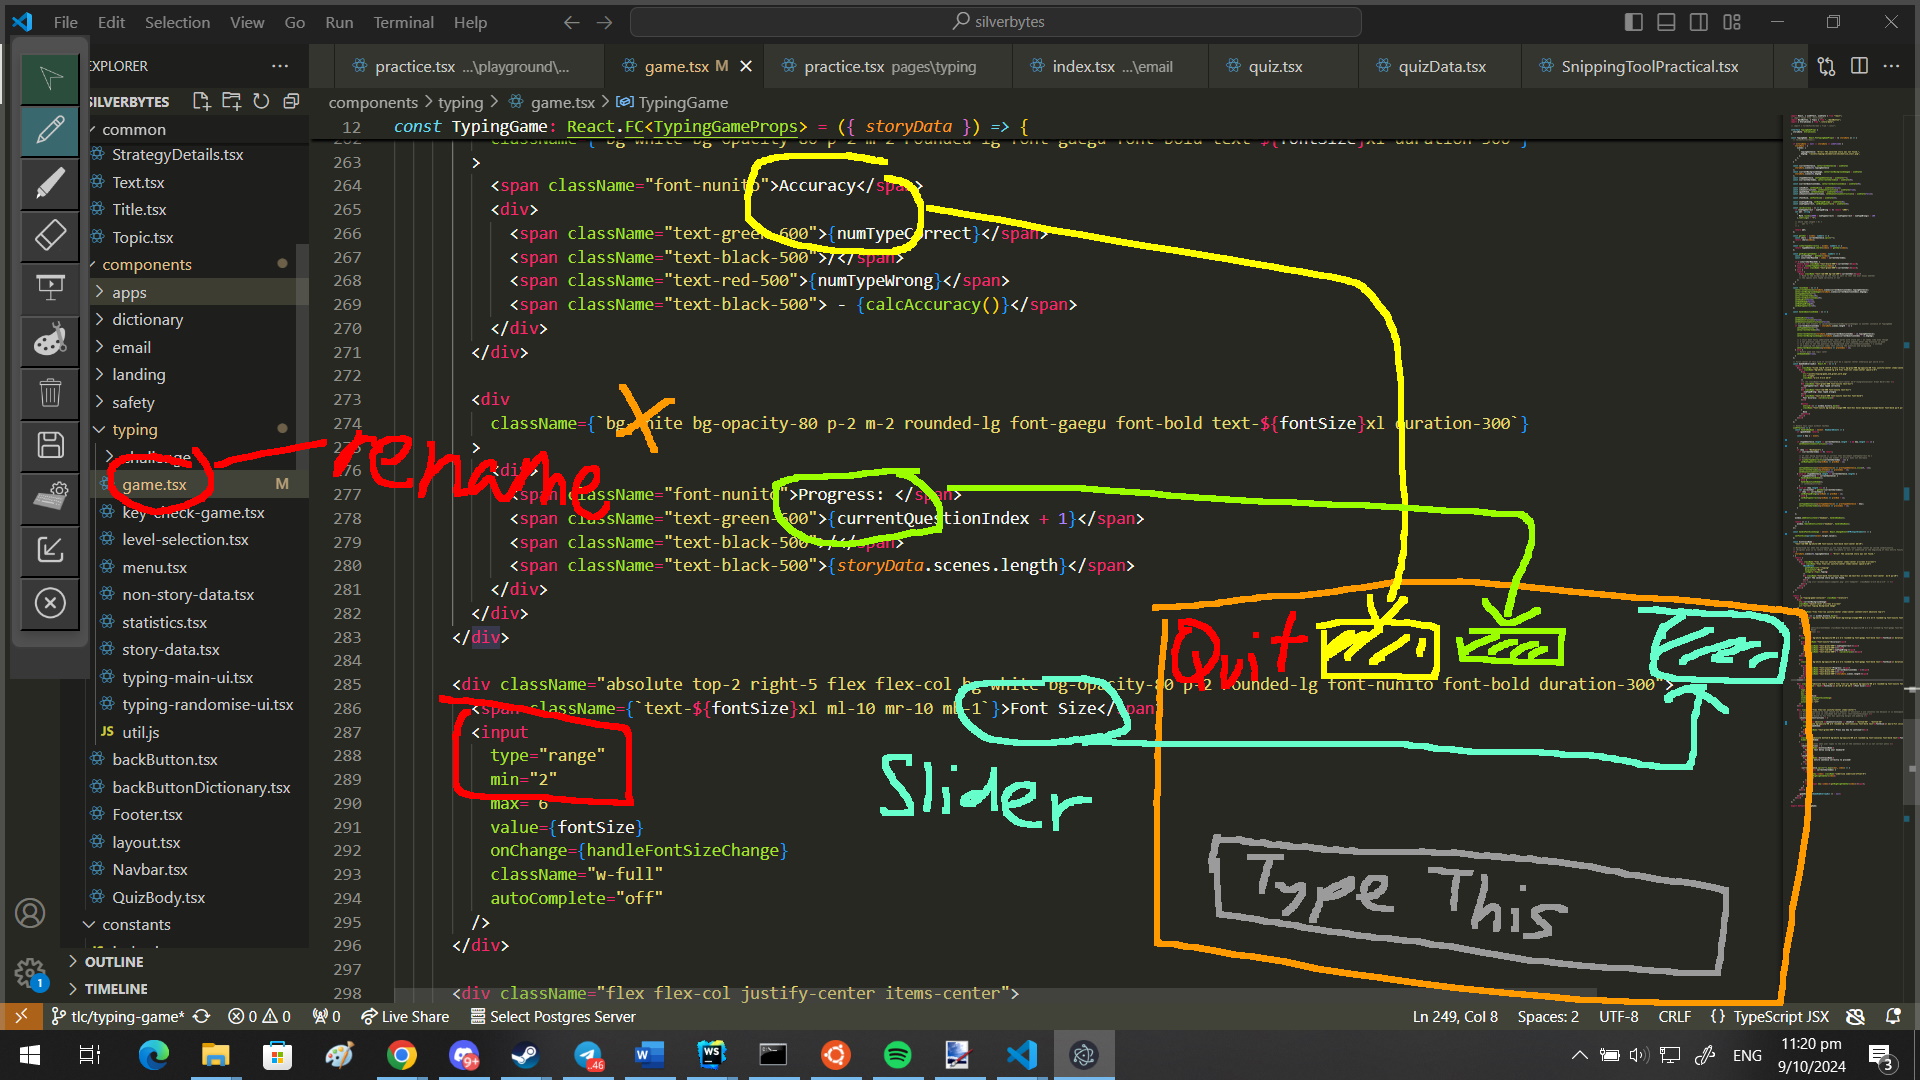 File Edit Selection View Go Run Terminal Help
silverbytes
EXPLORER
SILVERBYTES
common
StrategyDetails.tsx
Text.tsx
Title.tsx
Topic.tsx
components
apps
dictionary
email
landing
safety
typing
challenge
game.tsx M
key-check-game.tsx
level-selection.tsx
menu.tsx
non-story-data.tsx
statistics.tsx
story-data.tsx
typing-main-ui.tsx
typing-randomise-ui.tsx
JS util.js
backButton.tsx
backButtonDictionary.tsx
Footer.tsx
layout.tsx
Navbar.tsx
QuizBody.tsx
constants
OUTLINE
TIMELINE
practice.tsx ...\playground\...
game.tsx M
practice.tsx pages\typing
index.tsx ...\email
quiz.tsx
quizData.tsx
SnippingToolPractical.tsx
components > typing > game.tsx > TypingGame
12 const TypingGame: React.FC<TypingGameProps> = ({ storyData }) => {
263 >
264 <span className="font-nunito">Accuracy</span>
265 <div>
266 <span className="text-green-600">{numTypeCorrect}</span>
267 <span className="text-black-500">/</span>
268 <span className="text-red-500">{numTypeWrong}</span>
269 <span className="text-black-500"> - {calcAccuracy()}</span>
270 </div>
271 </div>
272
273 <div
274 className={`bg-white bg-opacity-80 p-2 m-2 rounded-lg font-gaegu font-bold text-${fontSize}xl duration-300`}
275 >
276 <div>
277 <span className="font-nunito">Progress: </span>
278 <span className="text-green-600">{currentQuestionIndex + 1}</span>
279 <span className="text-black-500">/</span>
280 <span className="text-black-500">{storyData.scenes.length}</span>
281 </div>
282 </div>
283 </div>
284
285 <div className="absolute top-2 right-5 flex flex-col bg-white bg-opacity-80 p-2 rounded-lg font-nunito font-bold duration-300">
286 <span className={`text-${fontSize}xl ml-10 mr-10 mb-1`}>Font Size</span>
287 <input
288 type="range"
289 min="2"
290 max="6"
291 value={fontSize}
292 onChange={handleFontSizeChange}
293 className="w-full"
294 autoComplete="off"
295 />
296 </div>
297
298 <div className="flex flex-col justify-center items-center">
rename
Quit
Slider
Type This
1
tlc/typing-game* 0 0 0 Live Share Select Postgres Server
Ln 249, Col 8 Spaces: 2 UTF-8 CRLF {} TypeScript JSX
9+
.46
W
WS
ENG
11:20 pm
9/10/2024
3